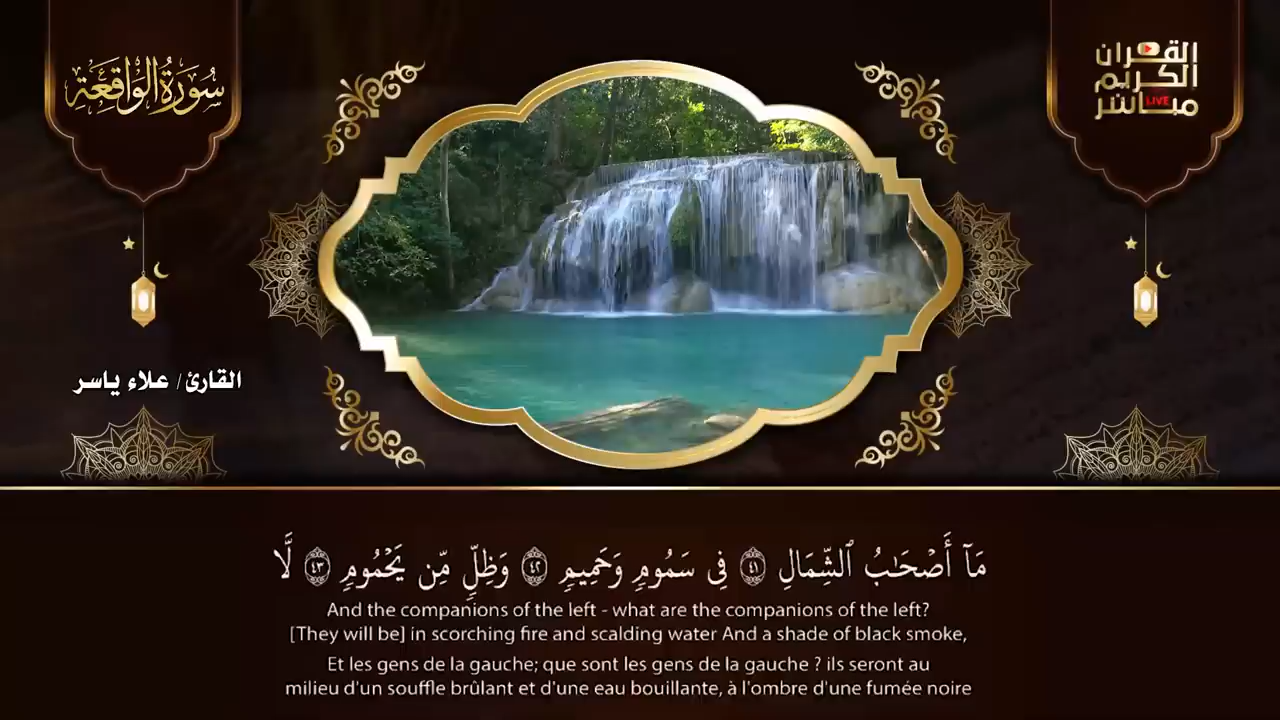 سُورَةُ الْوَاقِعَةِ
القرآن
الكريم
مباشر
LIVE
القارئ/ علاء ياسر
مَآ أَصْحَـٰبُ ٱلشِّمَالِ ٤١ فِى سَمُومٍ وَحَمِيمٍ ٤٢ وَظِلٍّ مِّن يَحْمُومٍ ٤٣ لَّا
And the companions of the left - what are the companions of the left?
[They will be] in scorching fire and scalding water And a shade of black smoke,
Et les gens de la gauche; que sont les gens de la gauche ? ils seront au
milieu d'un souffle brûlant et d'une eau bouillante, à l'ombre d'une fumée noire